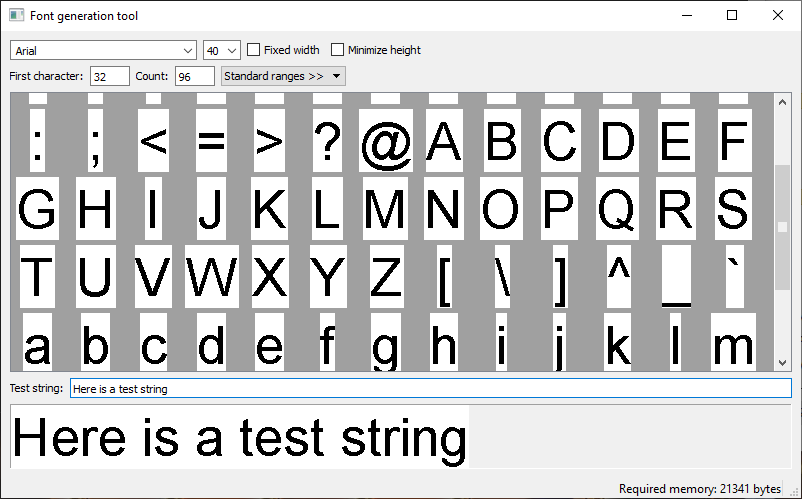 Font generation tool
Arial 40 Fixed width Minimize height
First character: 32 Count: 96 Standard ranges >>
: ; < = > ? @ A B C D E F
G H I J K L M N O P Q R S
T U V W X Y Z [ \ ] ^ _ `
a b c d e f g h i j k l m
Test string: Here is a test string
Here is a test string
Required memory: 21341 bytes